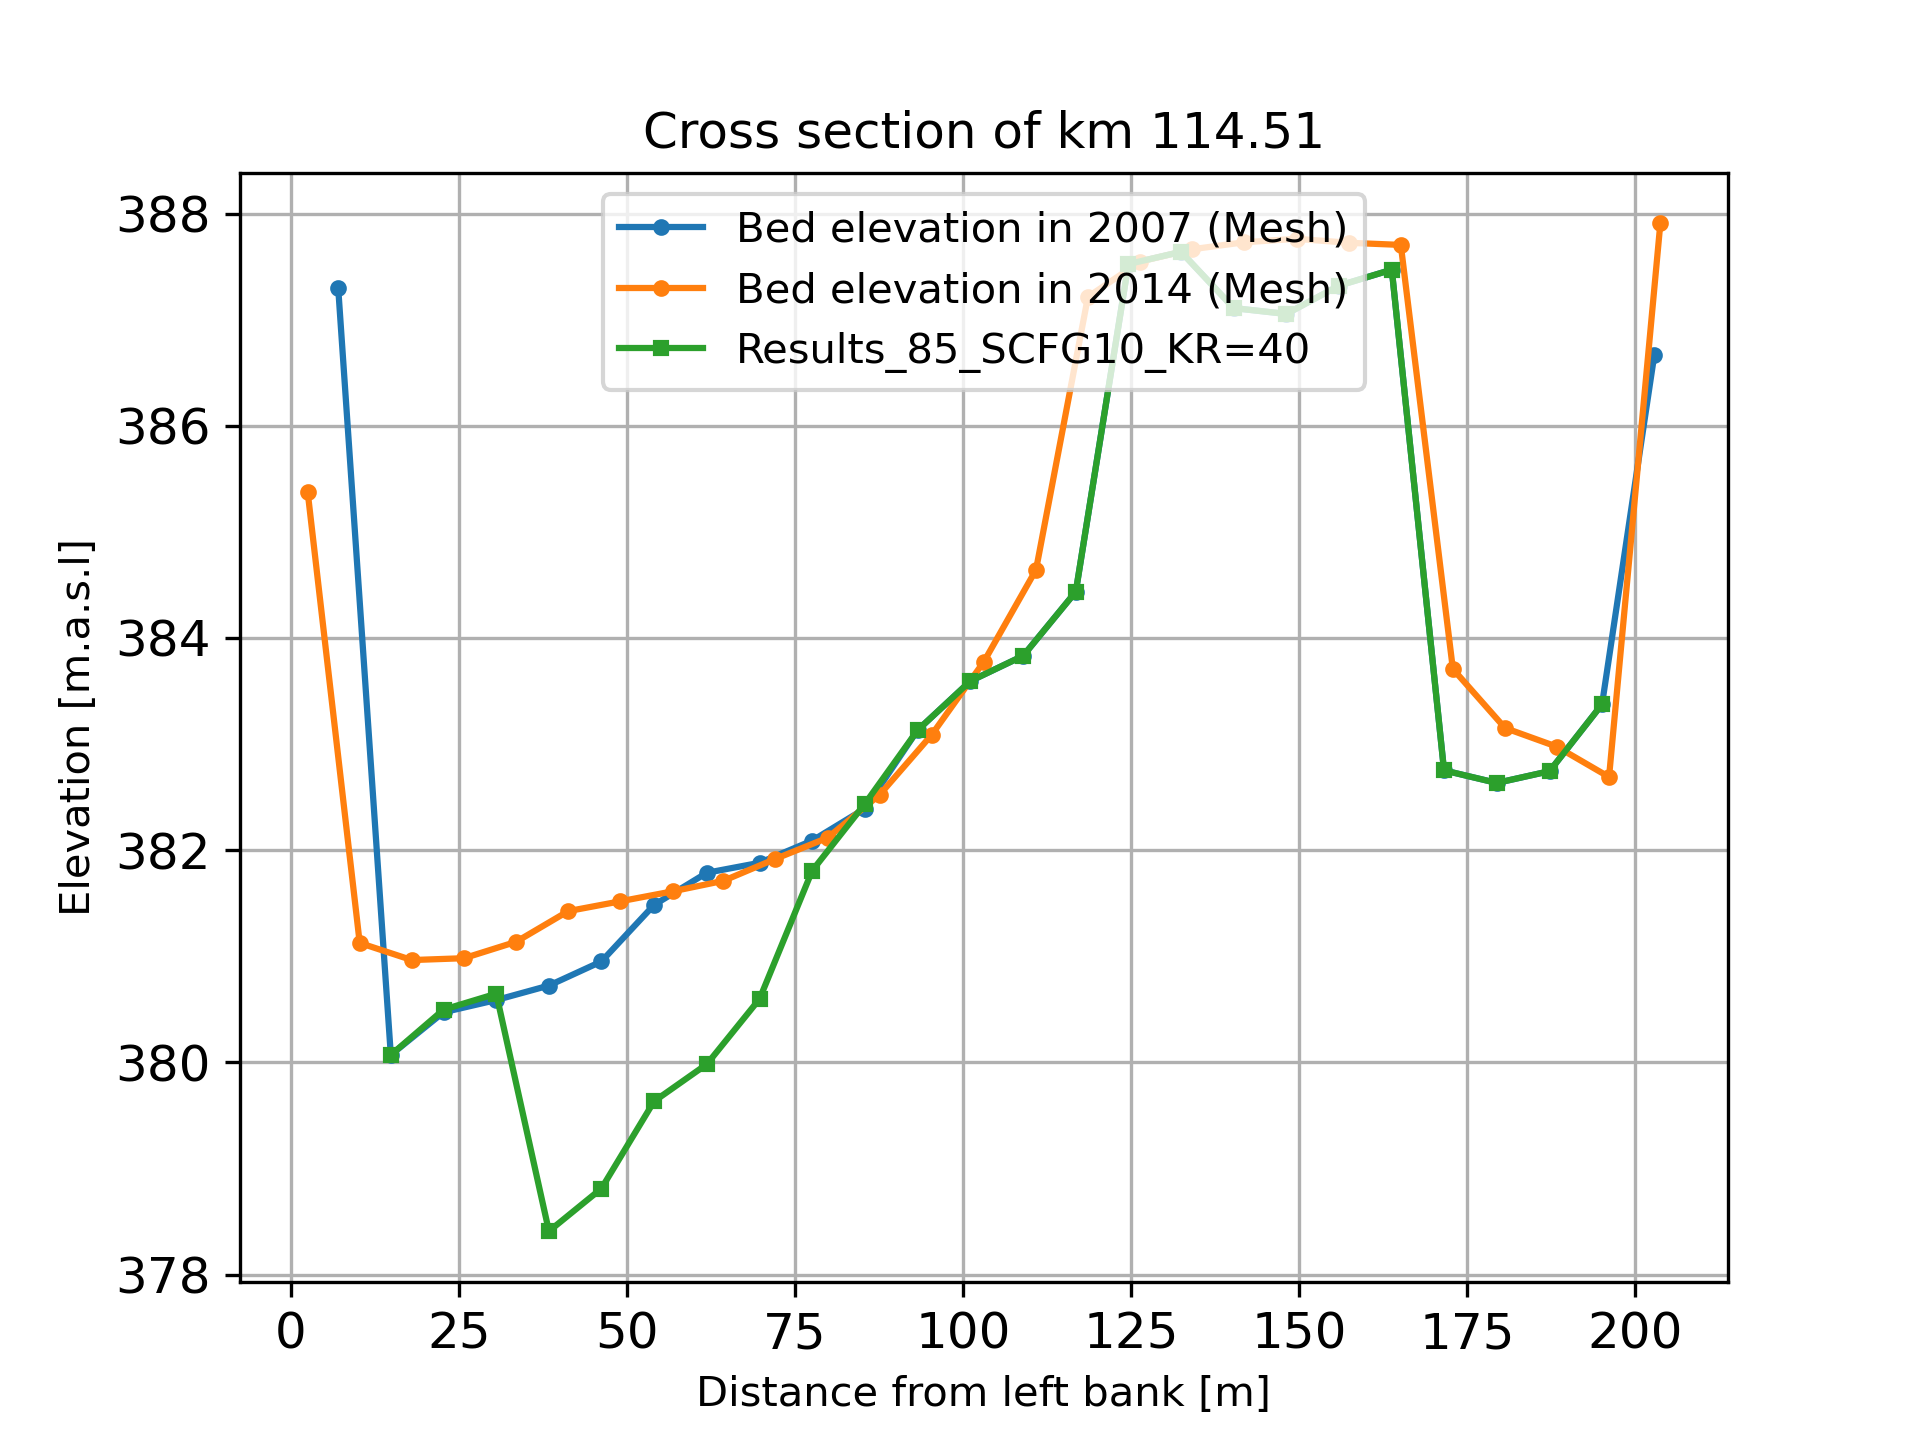 Cross section of km 114.51
Bed elevation in 2007 (Mesh)
Bed elevation in 2014 (Mesh)
Results_85_SCFG10_KR=40
388
386
384
382
380
378
Elevation [m.a.s.l]
0 25 50 75 100 125 150 175 200
Distance from left bank [m]